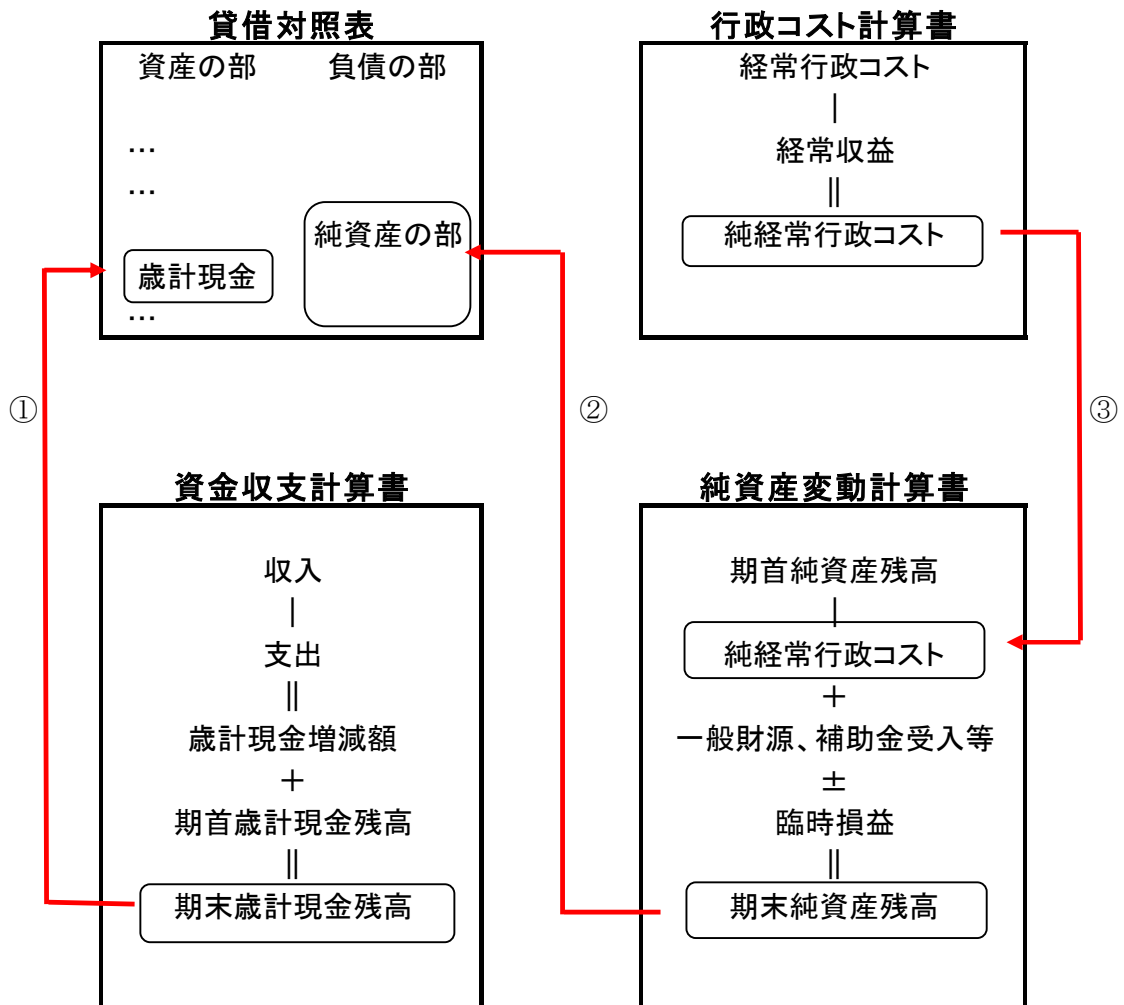 貸借対照表
資産の部 負債の部
…
…
純資産の部
歳計現金
…
行政コスト計算書
経常行政コスト
|
経常収益
||
純経常行政コスト
①
②
③
資金収支計算書
収入
|
支出
||
歳計現金増減額
＋
期首歳計現金残高
||
期末歳計現金残高
純資産変動計算書
期首純資産残高
|
純経常行政コスト
＋
一般財源、補助金受入等
±
臨時損益
||
期末純資産残高